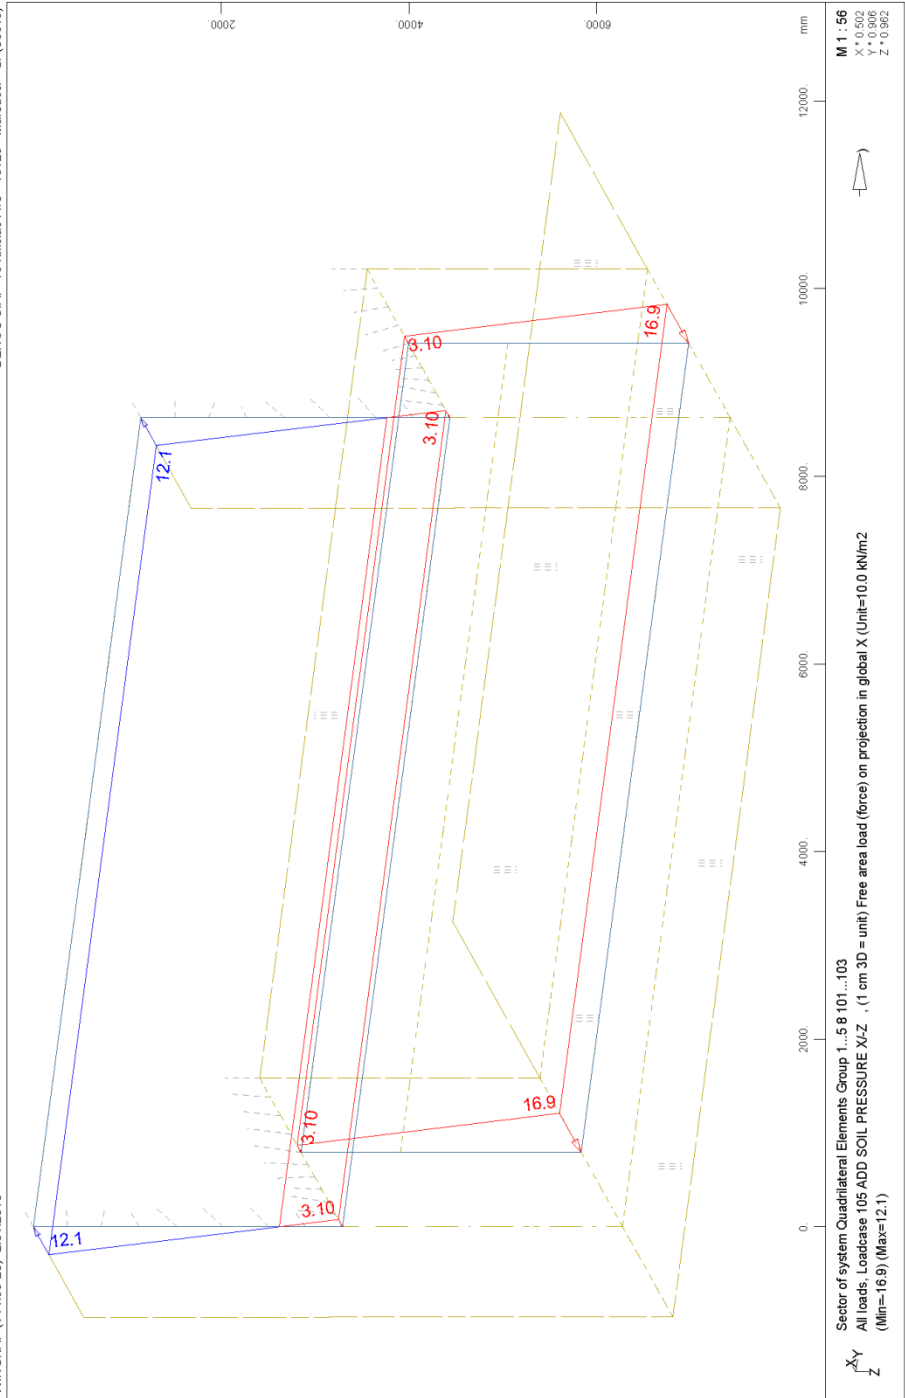 2000.
4000.
6000.
mm
M 1 : 56
X * 0.502
Y * 0.906
Z * 0.962
12000.
10000.
8000.
6000.
4000.
2000.
0.
12.1
3.10
16.9
3.10
12.1
3.10
3.10
16.9
X
Y
Z
Sector of system Quadrilateral Elements Group 1...5 8 101...103
All loads, Loadcase 105 ADD SOIL PRESSURE X/-Z , (1 cm 3D = unit) Free area load (force) on projection in global X (Unit=10.0 kN/m2
(Min=-16.9) (Max=12.1)